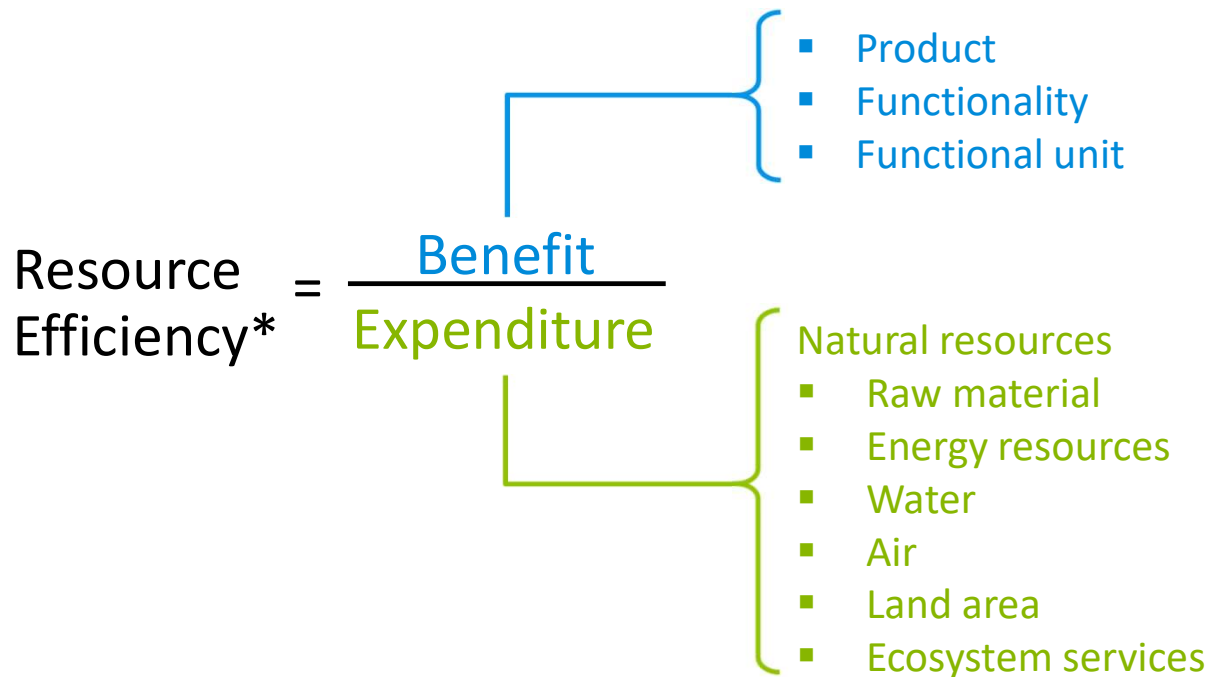 ▪ Product
▪ Functionality
▪ Functional unit
Resource
Efficiency*
=
Benefit
Expenditure
Natural resources
▪ Raw material
▪ Energy resources
▪ Water
▪ Air
▪ Land area
▪ Ecosystem services